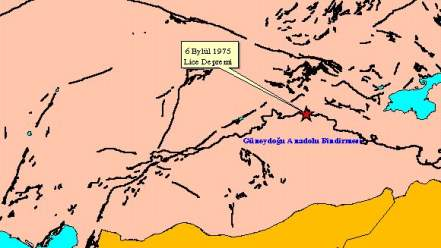 6 Eylül 1975
Lice Depremi
Güneydoğu Anadolu Bindirmesi